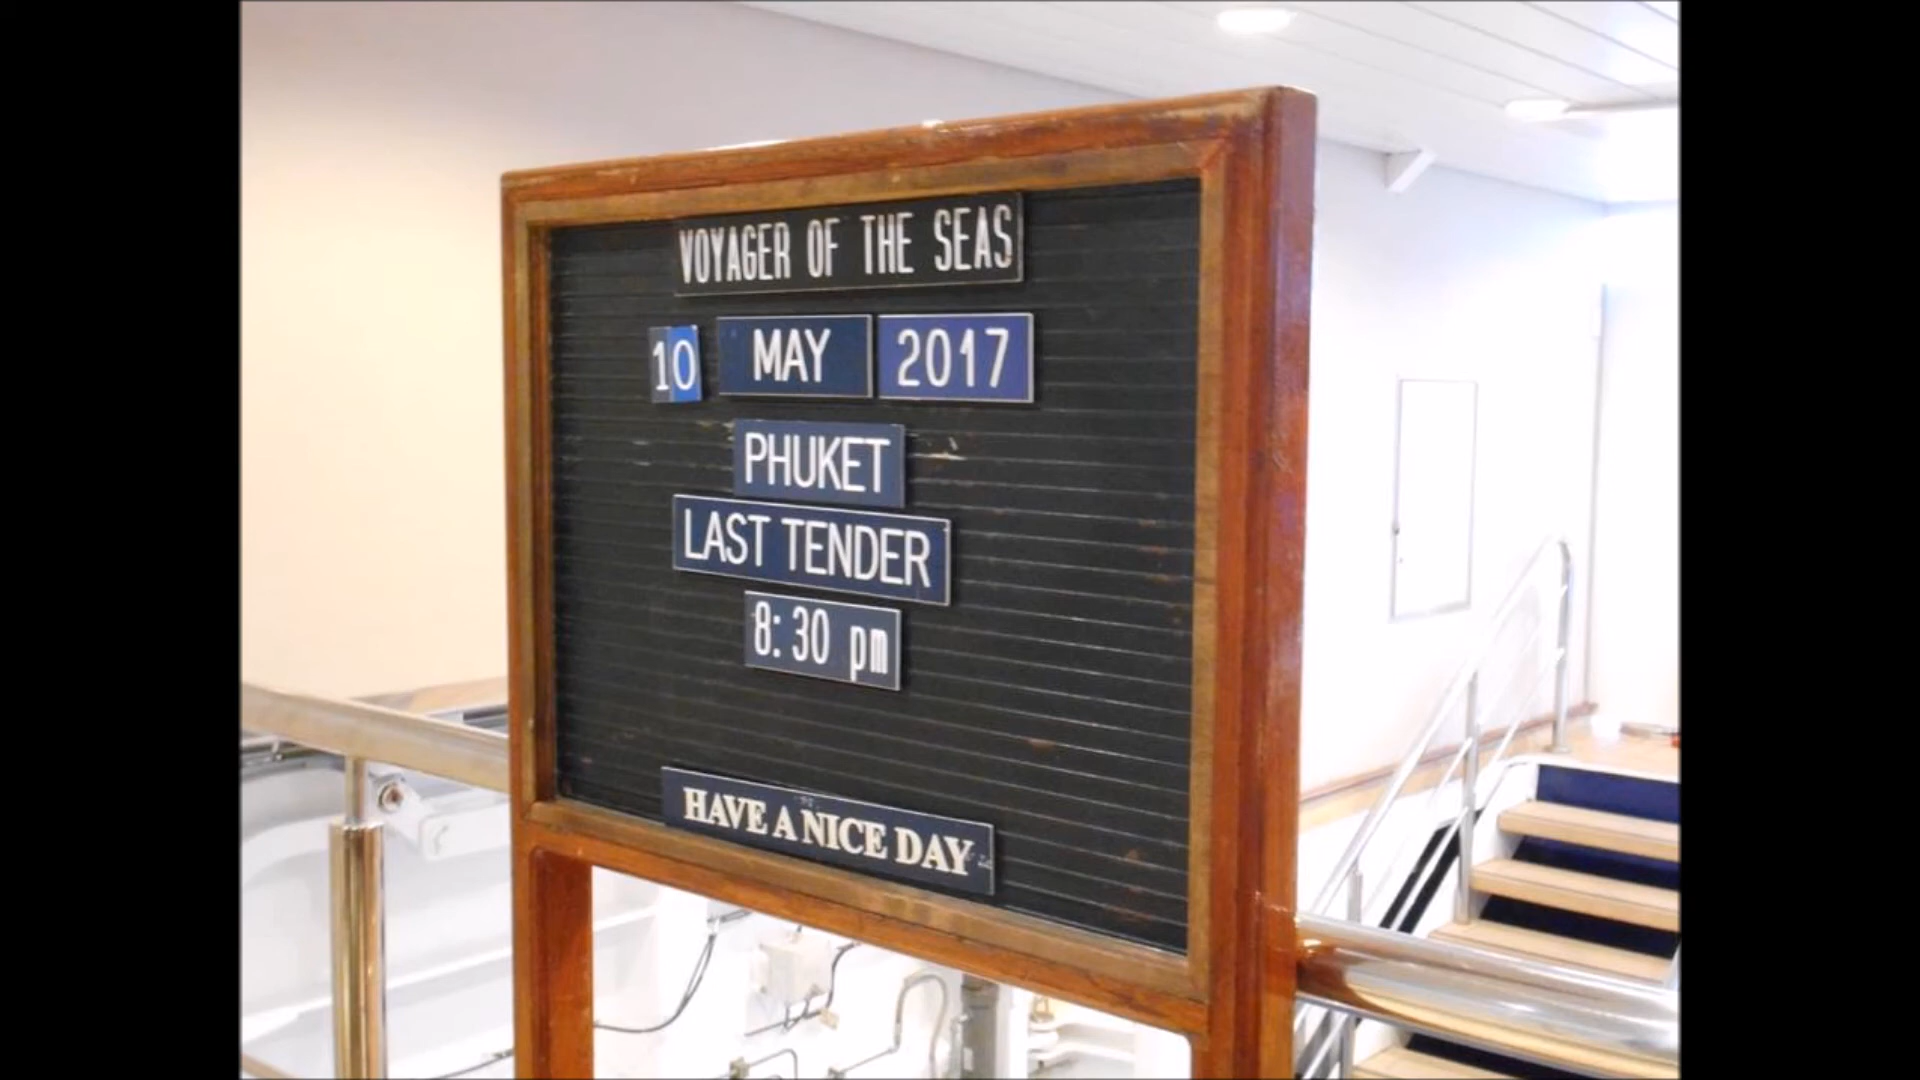 VOYAGER OF THE SEAS
10 MAY 2017
PHUKET
LAST TENDER
8:30 pm
HAVE A NICE DAY